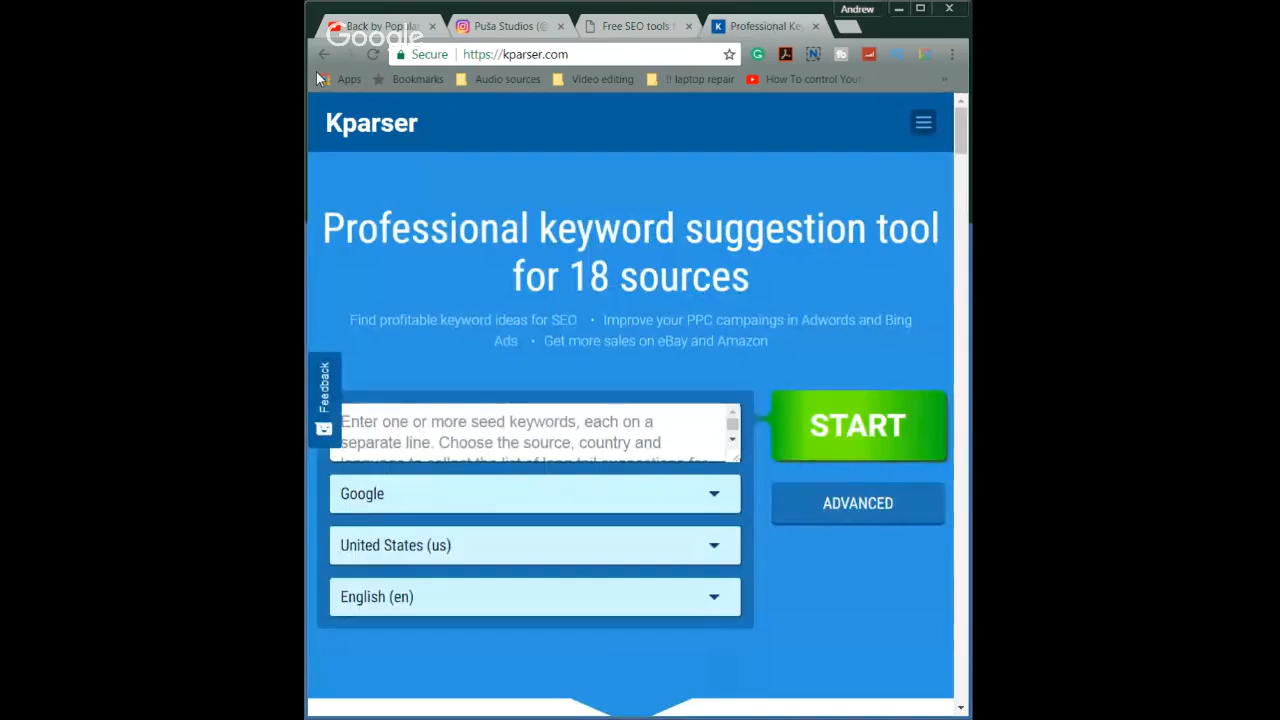 Andrew
Back by Popula
Puša Studios (@
Free SEO tools f
Professional Key
Google
Secure
https://kparser.com
Apps
Bookmarks
Audio sources
Video editing
!! laptop repair
How To control You
Kparser
Professional keyword suggestion tool
for 18 sources
Find profitable keyword ideas for SEO • Improve your PPC campaings in Adwords and Bing
Ads • Get more sales on eBay and Amazon
Feedback
Enter one or more seed keywords, each on a
separate line. Choose the source, country and
START
Google
ADVANCED
United States (us)
English (en)